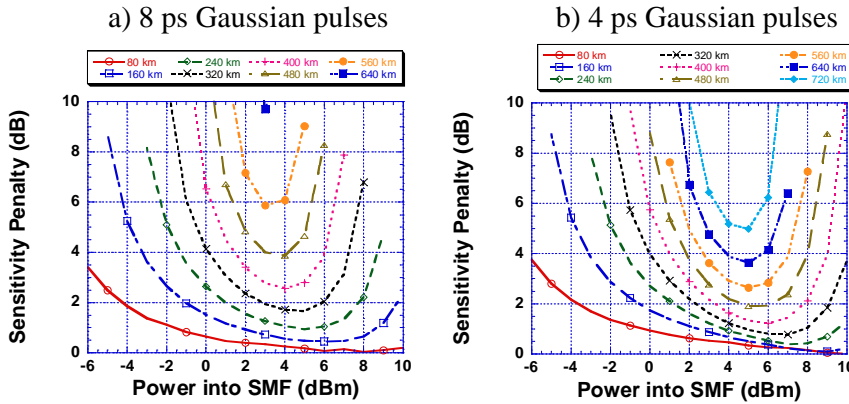 a) 8 ps Gaussian pulses
80 km 240 km 400 km 560 km
160 km 320 km 480 km 640 km
Sensitivity Penalty (dB)
10
8
6
4
2
0
-6 -4 -2 0 2 4 6 8 10
Power into SMF (dBm)
b) 4 ps Gaussian pulses
80 km 320 km 560 km
160 km 400 km 640 km
240 km 480 km 720 km
Sensitivity Penalty (dB)
10
8
6
4
2
0
-6 -4 -2 0 2 4 6 8 10
Power into SMF (dBm)